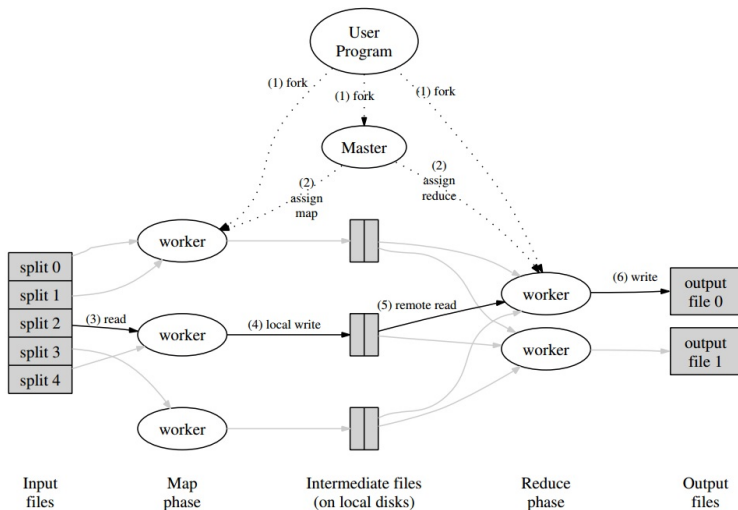 User
Program
(1) fork
(1) fork
(1) fork
Master
(2)
assign
map
(2)
assign
reduce
split 0
split 1
split 2
split 3
split 4
(3) read
worker
worker
worker
(4) local write
(5) remote read
worker
worker
(6) write
output
file 0
output
file 1
Input
files
Map
phase
Intermediate files
(on local disks)
Reduce
phase
Output
files